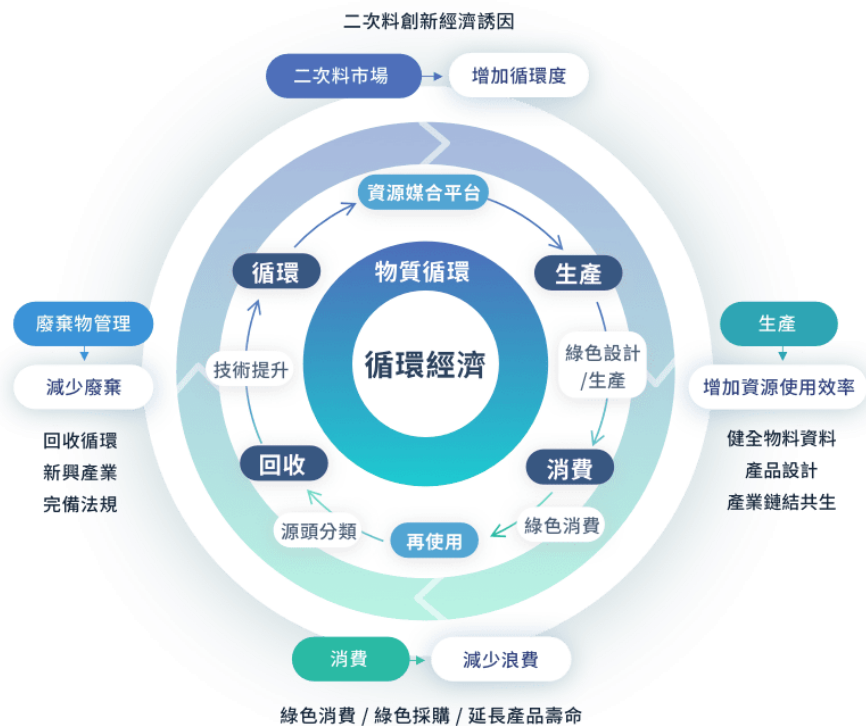 二次料創新經濟誘因
二次料市場
增加循環度
資源媒合平台
循環
物質循環
生產
廢棄物管理
生產
綠色設計
/生產
技術提升
循環經濟
減少廢棄
增加資源使用效率
回收循環
新興產業
完備法規
健全物料資料
產品設計
產業鏈結共生
回收
消費
源頭分類
再使用
綠色消費
消費
減少浪費
綠色消費 / 綠色採購 / 延長產品壽命